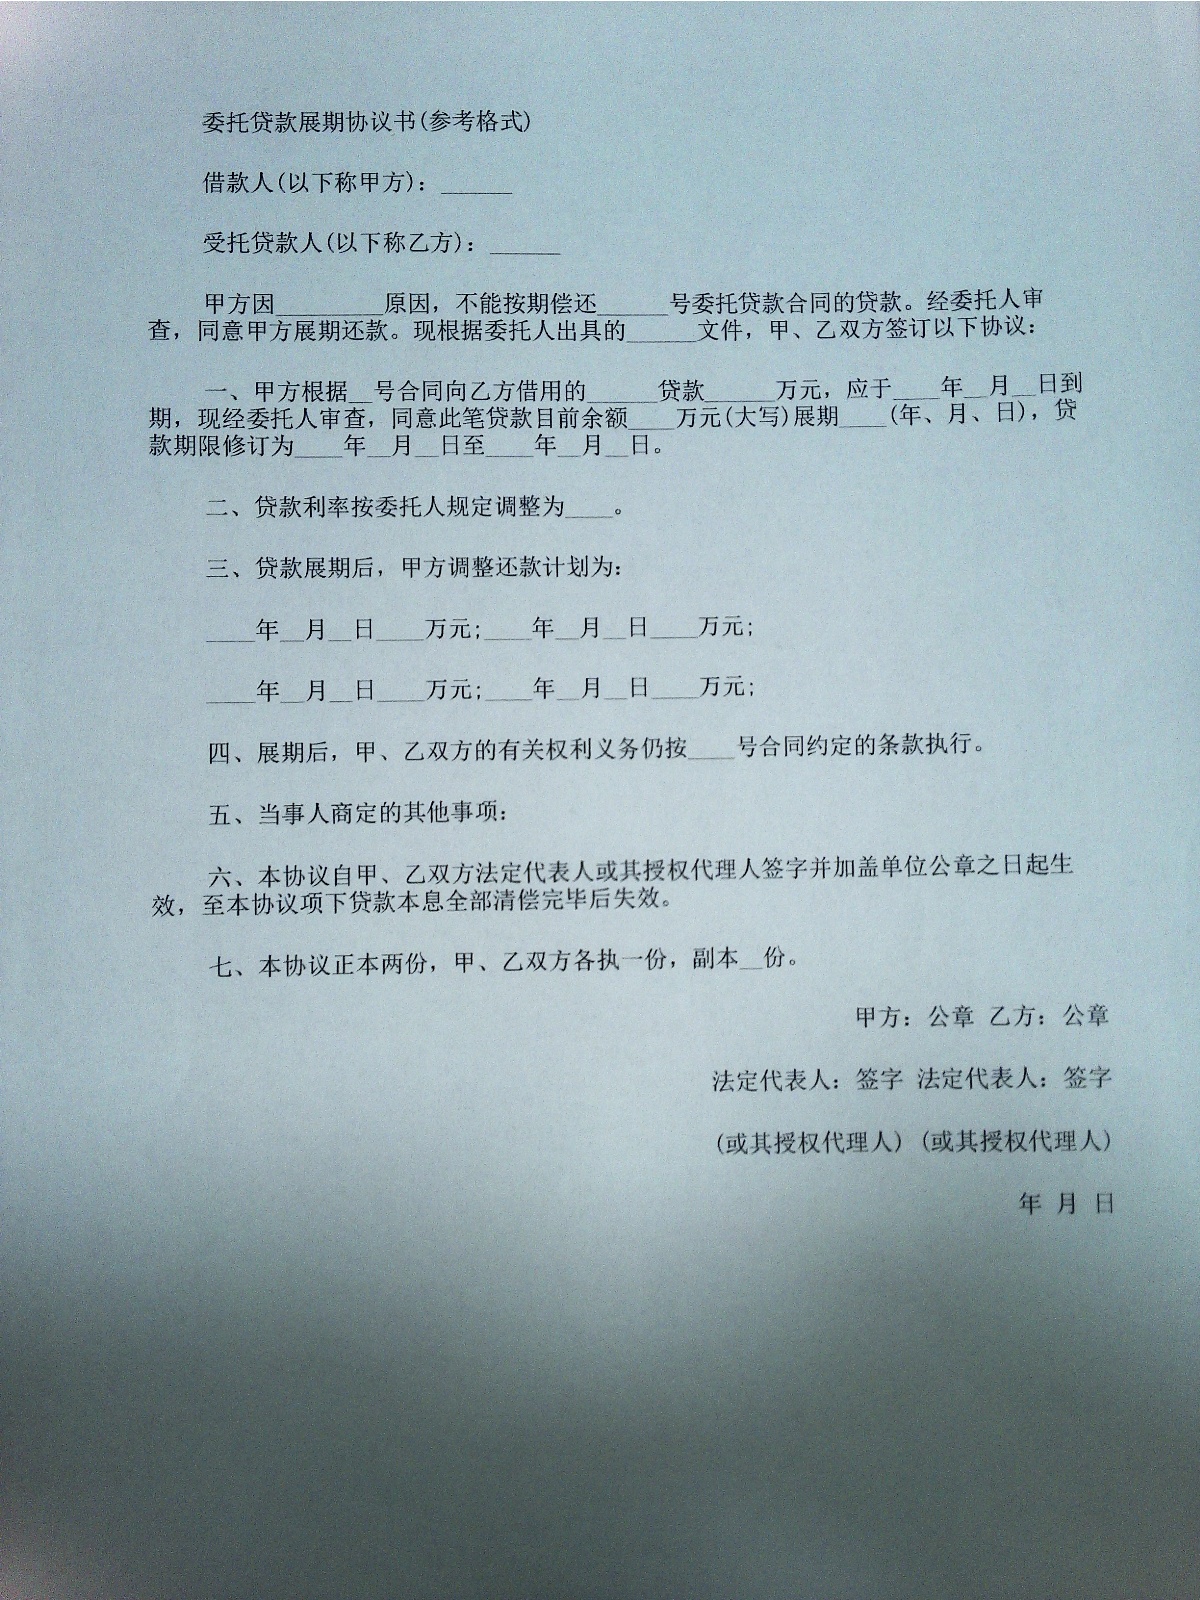 委托贷款展期协议书(参考格式)
借款人(以下称甲方)：______
受托贷款人(以下称乙方)：______
甲方因_________原因，不能按期偿还______号委托贷款合同的贷款。经委托人审
查，同意甲方展期还款。现根据委托人出具的______文件，甲、乙双方签订以下协议：
一、甲方根据__号合同向乙方借用的______贷款______万元，应于____年__月__日到
期，现经委托人审查，同意此笔贷款目前余额____万元(大写)展期____(年、月、日)，贷
款期限修订为____年__月__日至____年__月__日。
二、贷款利率按委托人规定调整为____。
三、贷款展期后，甲方调整还款计划为：
____年__月__日____万元;____年__月__日____万元;
____年__月__日____万元;____年__月__日____万元;
四、展期后，甲、乙双方的有关权利义务仍按____号合同约定的条款执行。
五、当事人商定的其他事项：
六、本协议自甲、乙双方法定代表人或其授权代理人签字并加盖单位公章之日起生
效，至本协议项下贷款本息全部清偿完毕后失效。
七、本协议正本两份，甲、乙双方各执一份，副本__份。
甲方：公章 乙方：公章
法定代表人：签字 法定代表人：签字
(或其授权代理人) (或其授权代理人)
年 月 日